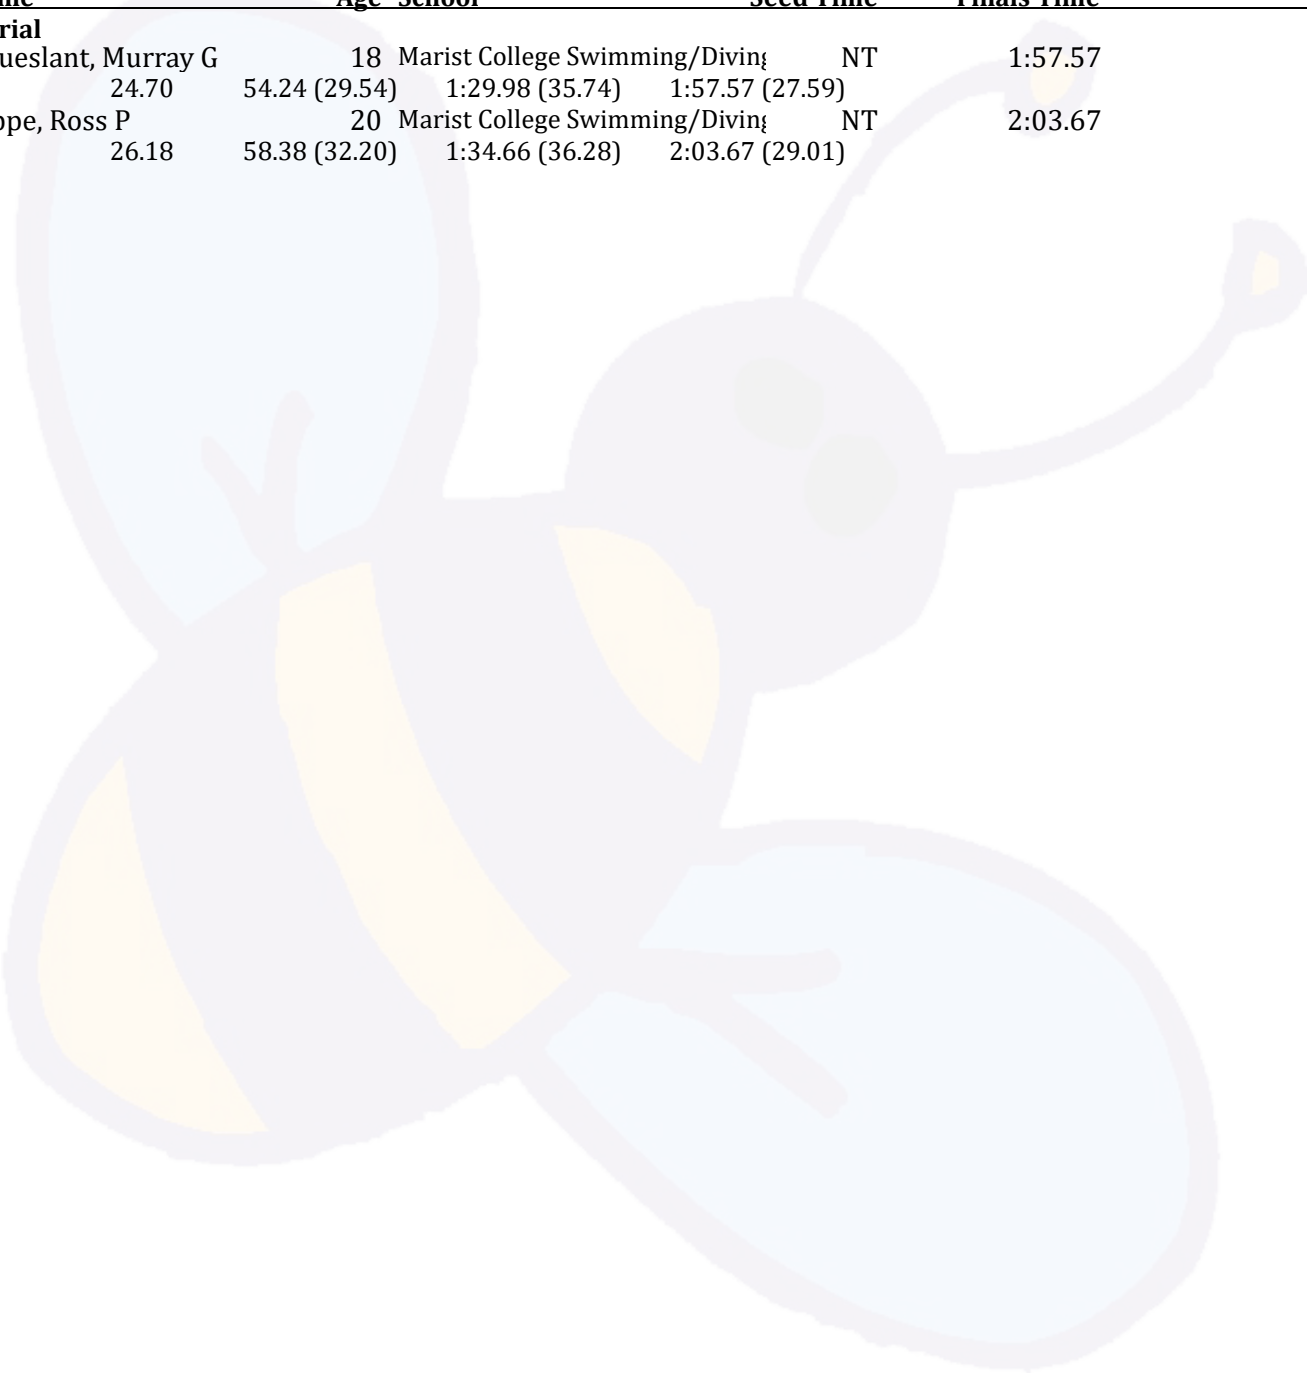 Age School Seed Time Finals Time
rial
ueslant, Murray G 18 Marist College Swimming/Diving NT 1:57.57
24.70 54.24 (29.54) 1:29.98 (35.74) 1:57.57 (27.59)
ppe, Ross P 20 Marist College Swimming/Diving NT 2:03.67
26.18 58.38 (32.20) 1:34.66 (36.28) 2:03.67 (29.01)